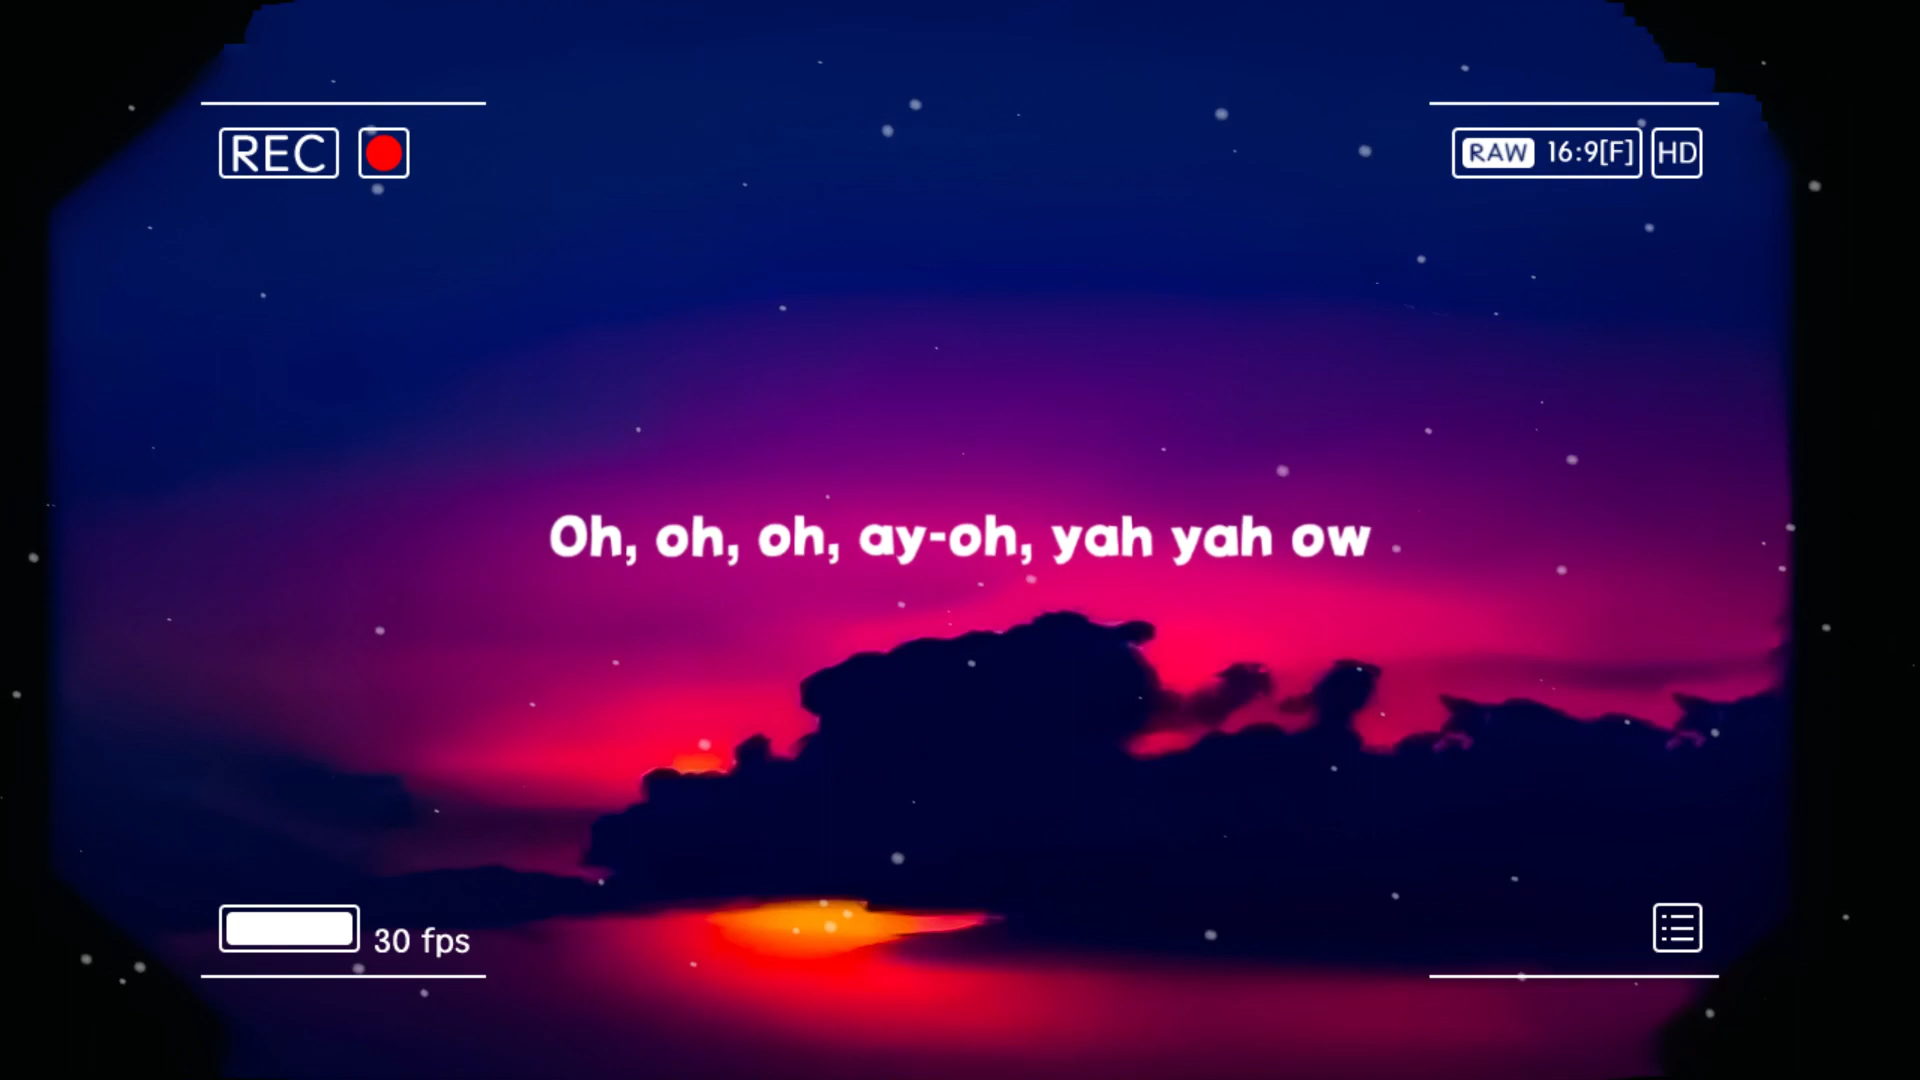 REC
RAW 16:9[F] HD
Oh, oh, oh, ay-oh, yah yah ow
30 fps